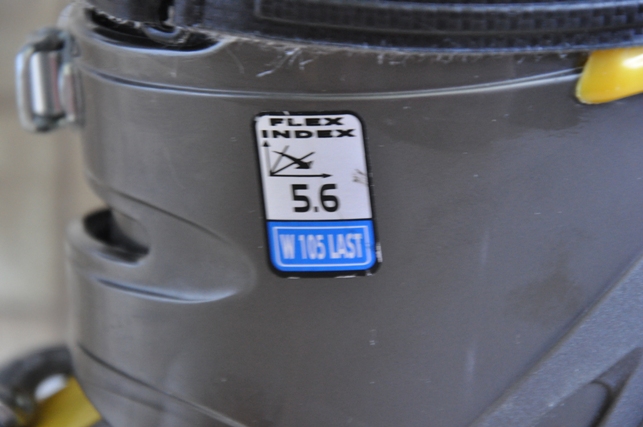 FLEX
INDEX
5.6
W 105 LAST